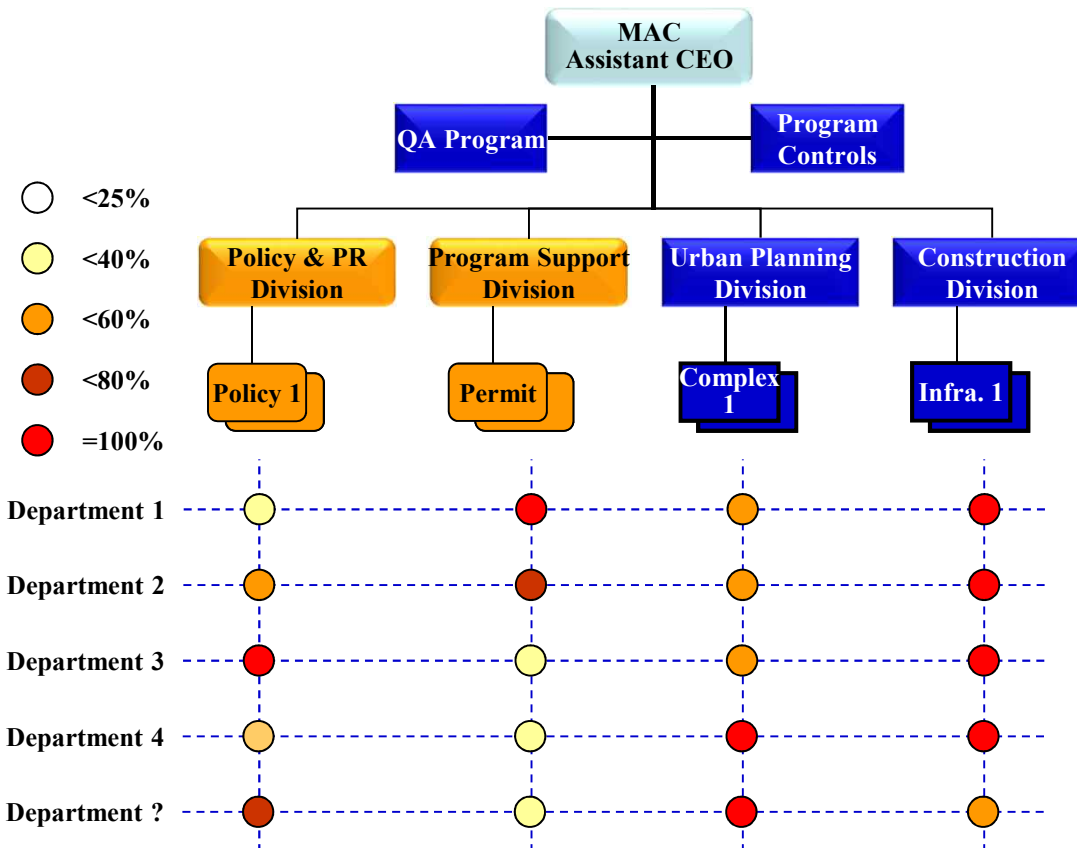 MAC
Assistant CEO
QA Program
Program
Controls
<25%
<40%
<60%
<80%
=100%
Policy & PR
Division
Program Support
Division
Urban Planning
Division
Construction
Division
Policy 1
Permit
Complex
1
Infra. 1
Department 1
Department 2
Department 3
Department 4
Department ?